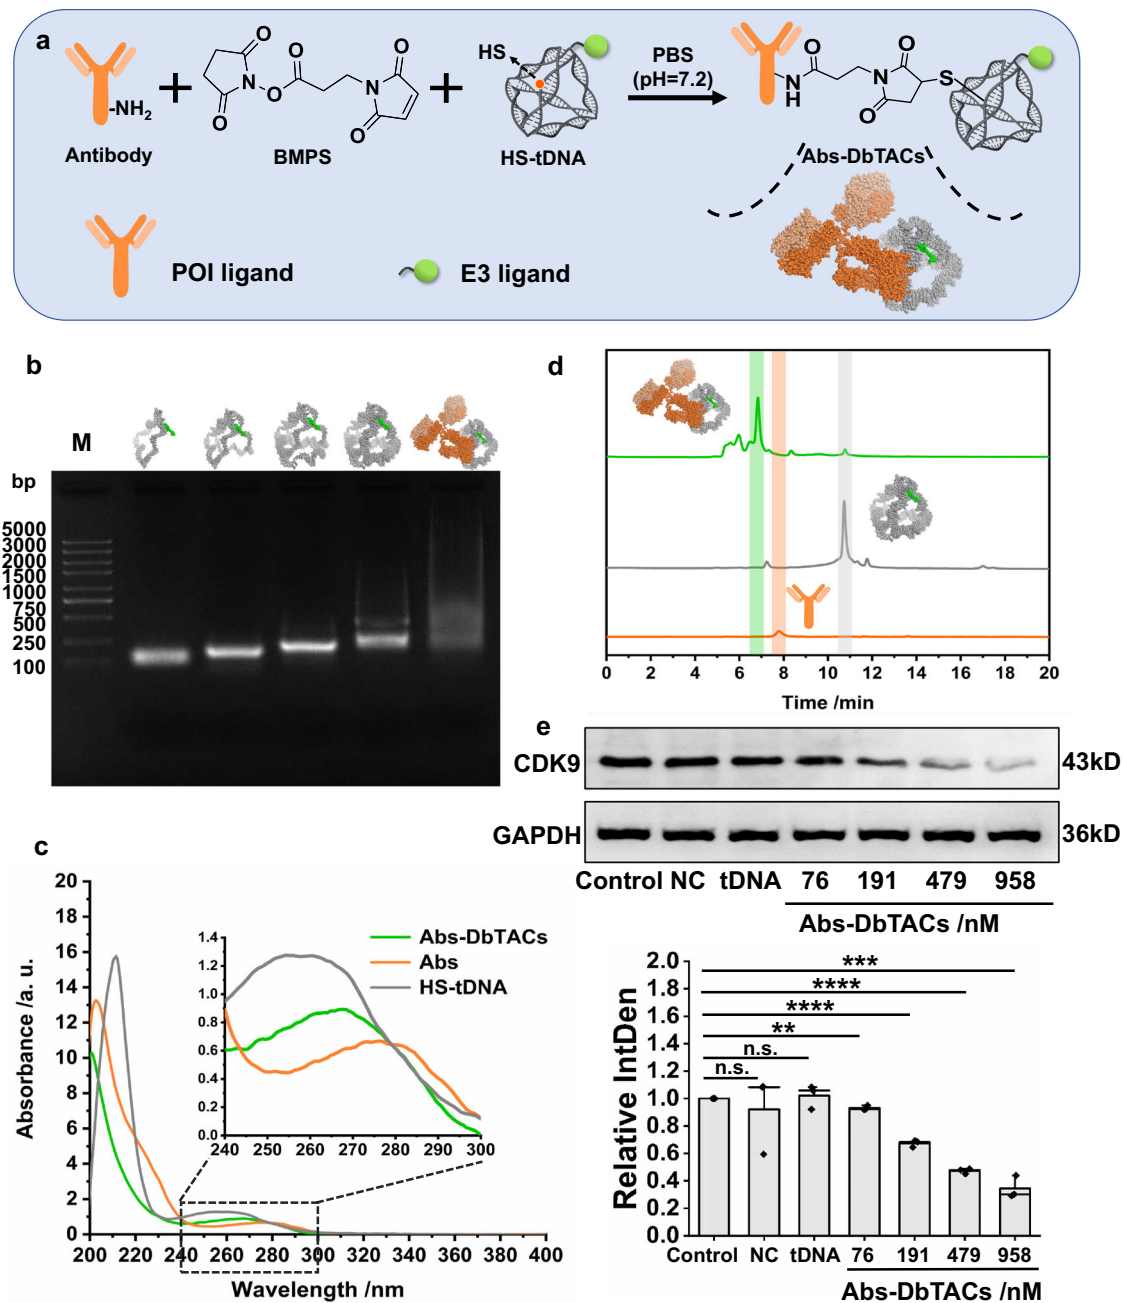 a
HS
PBS
(pH=7.2)
-NH₂
Antibody
O
O
N
O
O
O
N
O
O
BMPS
HS-tDNA
O
N
H
N
O
O
S
Abs-DbTACs
POI ligand
E3 ligand
b
M
bp
5000
3000
2000
1500
1000
750
500
250
100
d
0 2 4 6 8 10 12 14 16 18 20
Time /min
e
CDK9
43kD
GAPDH
36kD
Control NC tDNA 76 191 479 958
Abs-DbTACs /nM
c
20
18
16
14
12
10
8
6
4
2
0
Absorbance /a. u.
200 220 240 260 280 300 320 340 360 380 400
Wavelength /nm
Abs-DbTACs
Abs
HS-tDNA
1.4
1.2
1.0
0.8
0.6
0.4
0.2
0.0
240 250 260 270 280 290 300
2.0
1.8
1.6
1.4
1.2
1.0
0.8
0.6
0.4
0.2
0.0
Relative IntDen
***
****
****
**
n.s.
n.s.
Control NC tDNA 76 191 479 958
Abs-DbTACs /nM